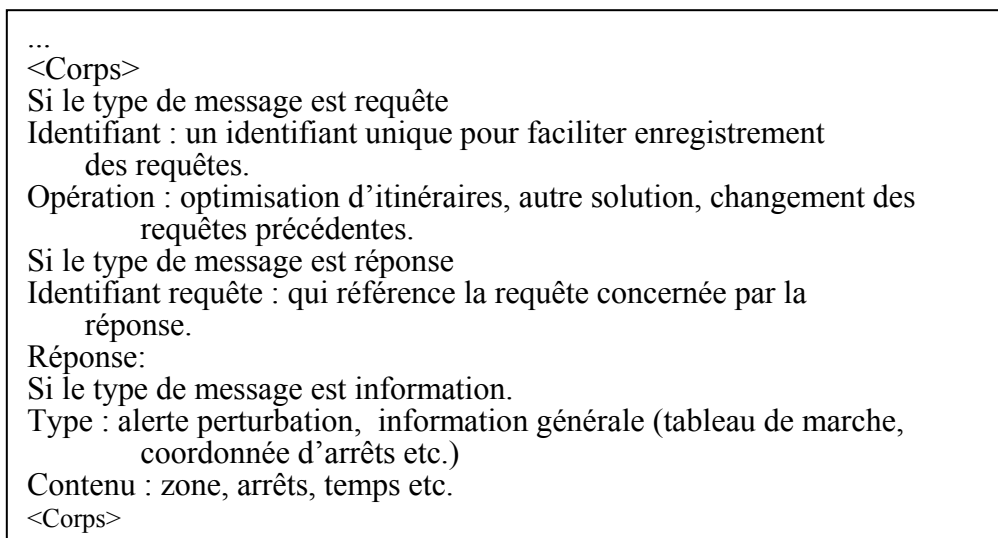 ...
<Corps>
Si le type de message est requête
Identifiant : un identifiant unique pour faciliter enregistrement
des requêtes.
Opération : optimisation d’itinéraires, autre solution, changement des
requêtes précédentes.
Si le type de message est réponse
Identifiant requête : qui référence la requête concernée par la
réponse.
Réponse:
Si le type de message est information.
Type : alerte perturbation,  information générale (tableau de marche,
coordonnée d’arrêts etc.)
Contenu : zone, arrêts, temps etc.
<Corps>